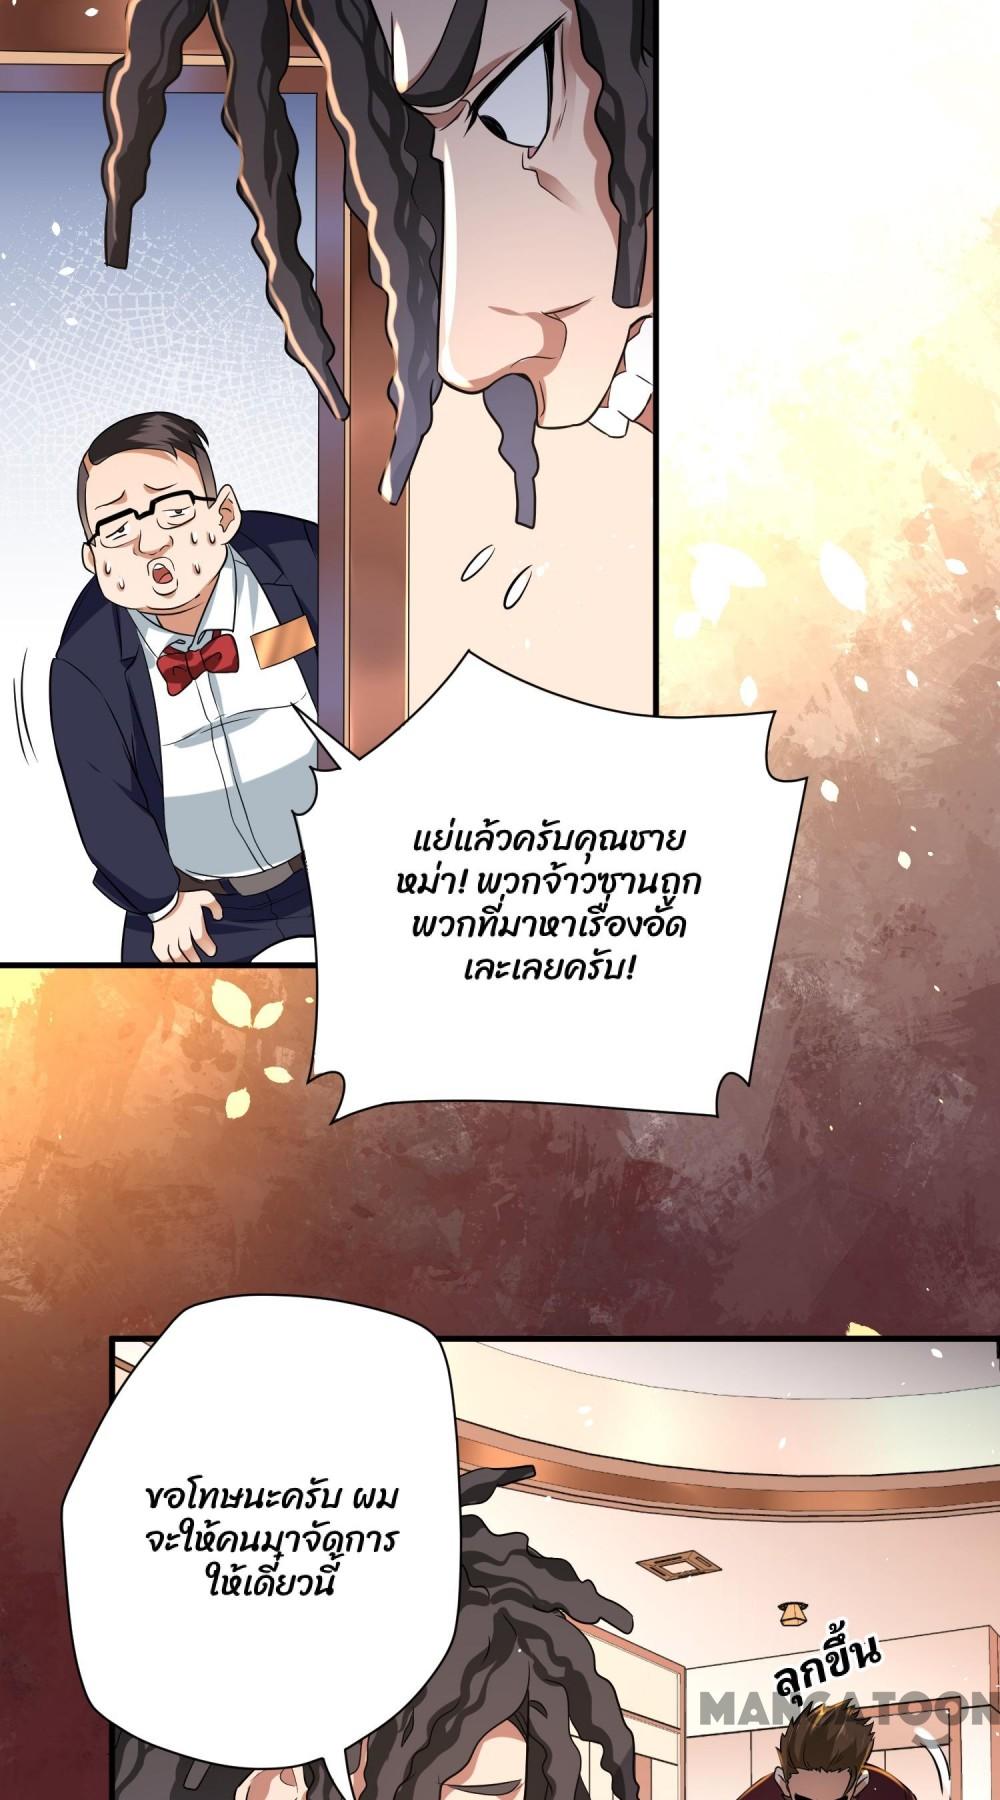 แย่แล้วครับคุณชาย
หม่า! พวกจ้าวซานถูก
พวกที่มาหาเรื่องอัด
เละเลยครับ!
ขอโทษนะครับ ผม
จะให้คนมาจัดการ
ให้เดี๋ยวนี้
ลุกขึ้น
MANGATOON